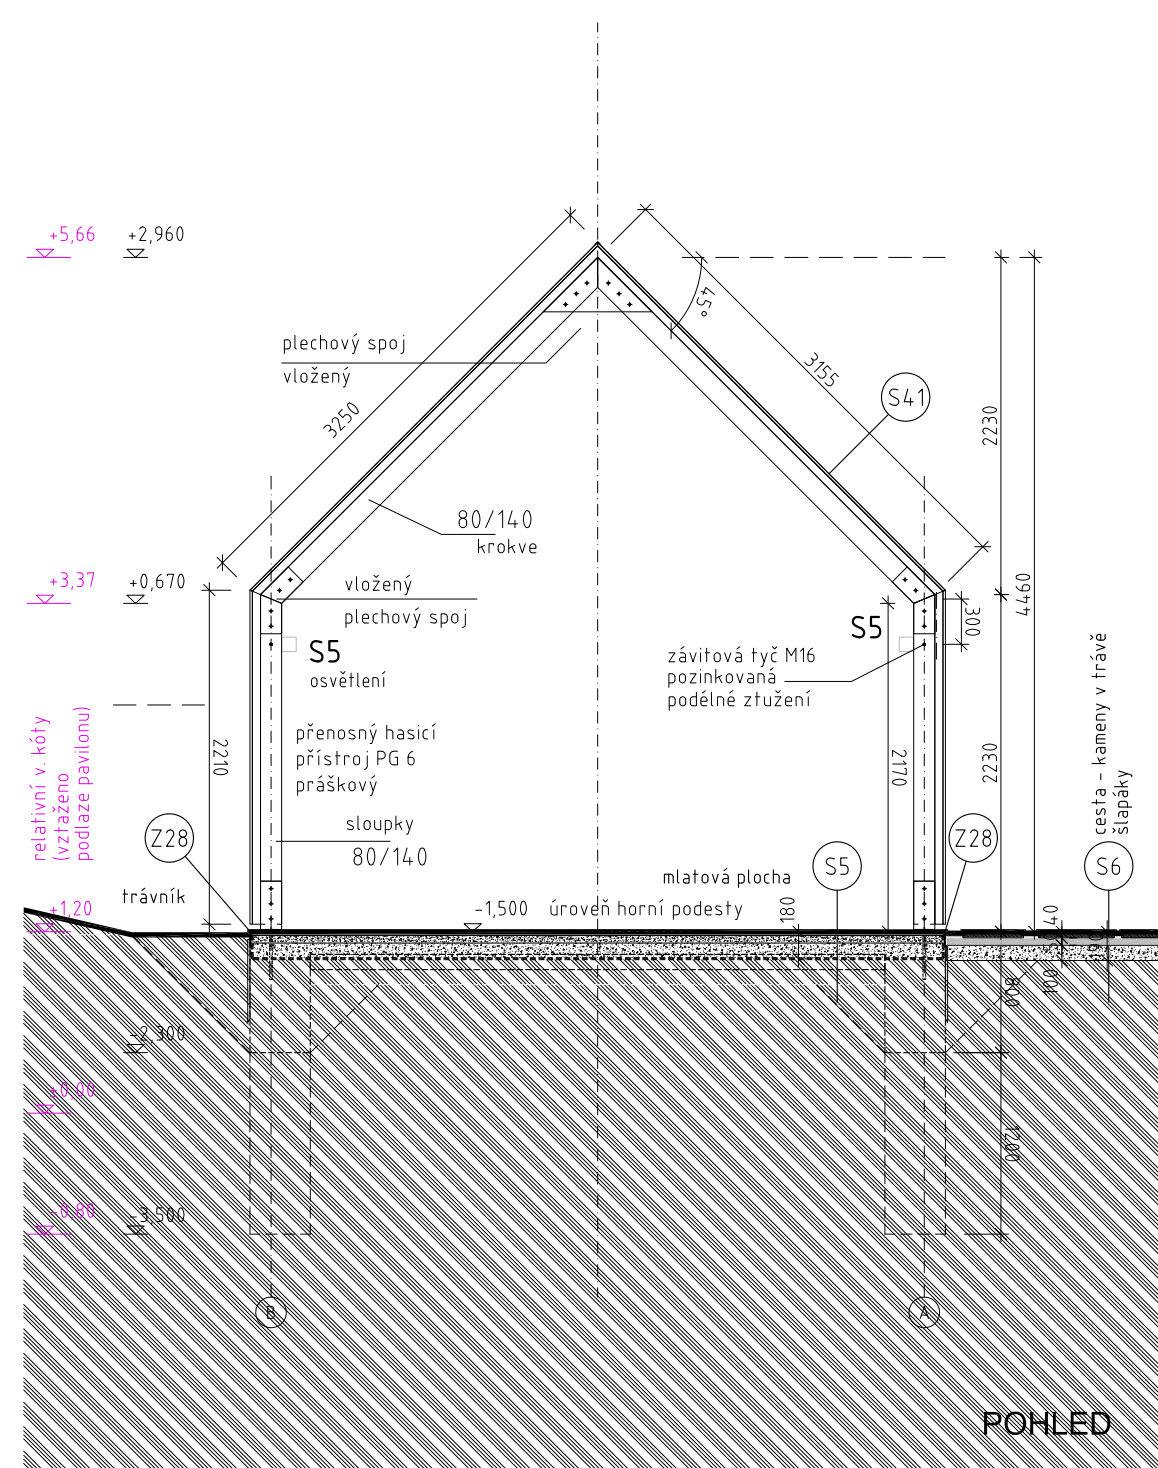 +5,66
+2,960
45°
plechový spoj
vložený
3155
S41
3250
2230
80/140
krokve
+3,37
+0,670
vložený
plechový spoj
4460
300
S5
osvětlení
S5
závitová tyč M16
pozinkovaná
podélné ztužení
cesta - kameny v trávě
šlapáky
relativní v. kóty
(vztaženo
podlaze pavilonu)
2210
přenosný hasicí
přístroj PG 6
práškový
2170
2230
sloupky
80/140
Z28
Z28
S5
S6
mlatová plocha
trávník
+1,20
-1,500 úroveň horní podesty
180
40
100
800
-2,300
±0,00
1200
-0,80
-3,500
B
A
POHLED